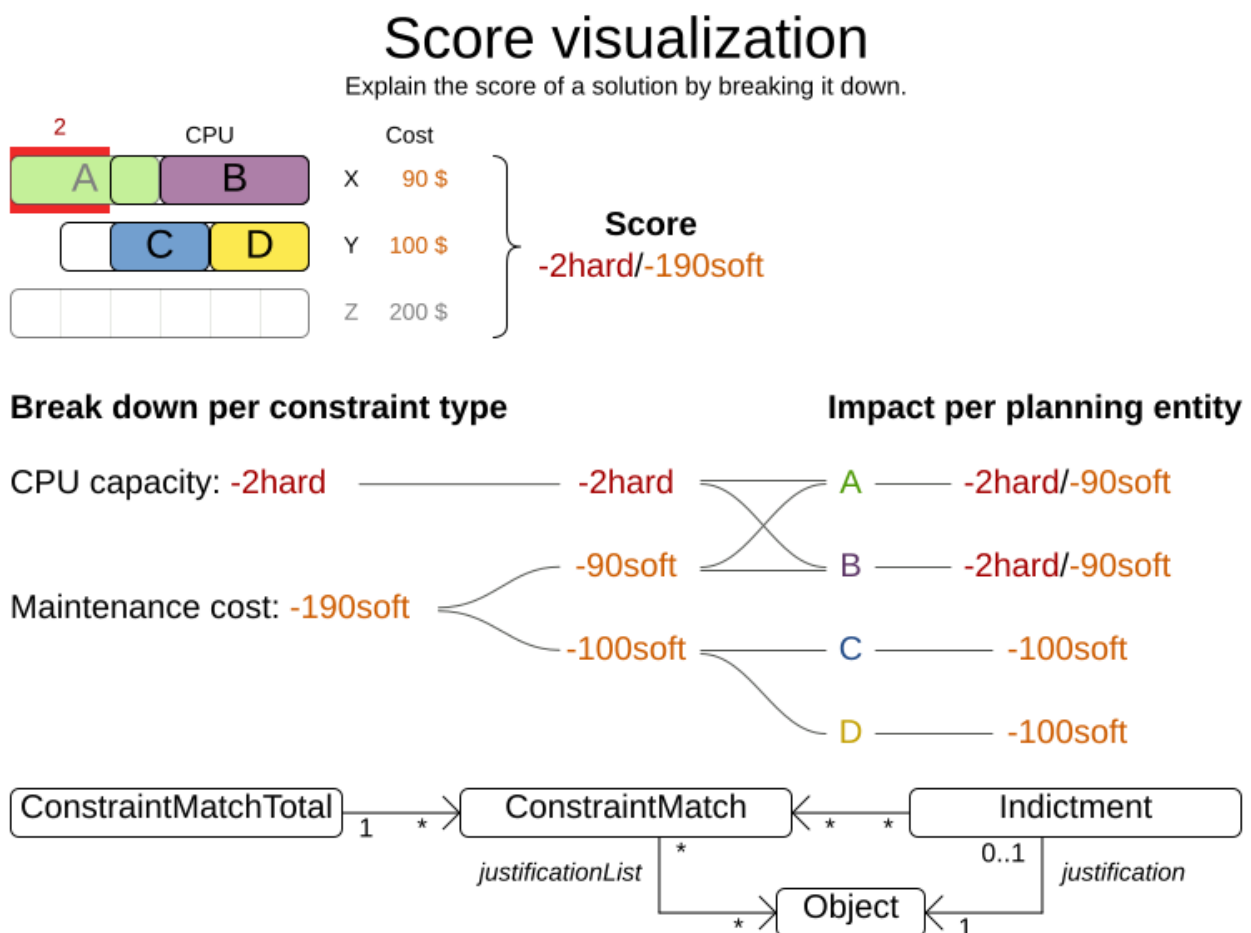 Score visualization
Explain the score of a solution by breaking it down.
2 CPU Cost
A B X 90 $
C D Y 100 $
Z 200 $
Score
-2hard/-190soft
Break down per constraint type Impact per planning entity
CPU capacity: -2hard -2hard A -2hard/-90soft
-90soft B -2hard/-90soft
Maintenance cost: -190soft
-100soft C -100soft
D -100soft
ConstraintMatchTotal ConstraintMatch Indictment
1 * * *
* 0..1
justificationList justification
Object
* 1